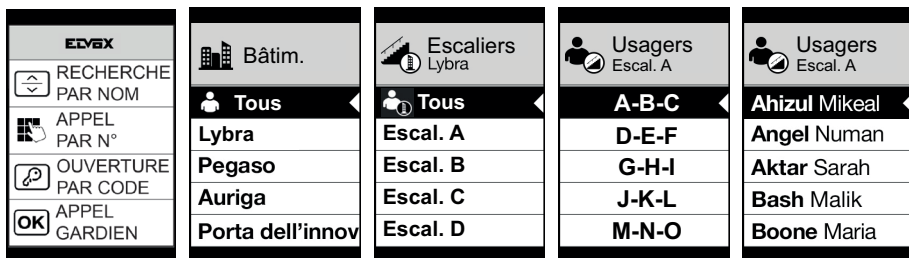 ELVOX
RECHERCHE
PAR NOM
APPEL
PAR N°
OUVERTURE
PAR CODE
OK
APPEL
GARDIEN
Bâtim.
Tous
Lybra
Pegaso
Auriga
Porta dell'innov
Escaliers
Lybra
Tous
Escal. A
Escal. B
Escal. C
Escal. D
Usagers
Escal. A
A-B-C
D-E-F
G-H-I
J-K-L
M-N-O
Usagers
Escal. A
Ahizul Mikeal
Angel Numan
Aktar Sarah
Bash Malik
Boone Maria